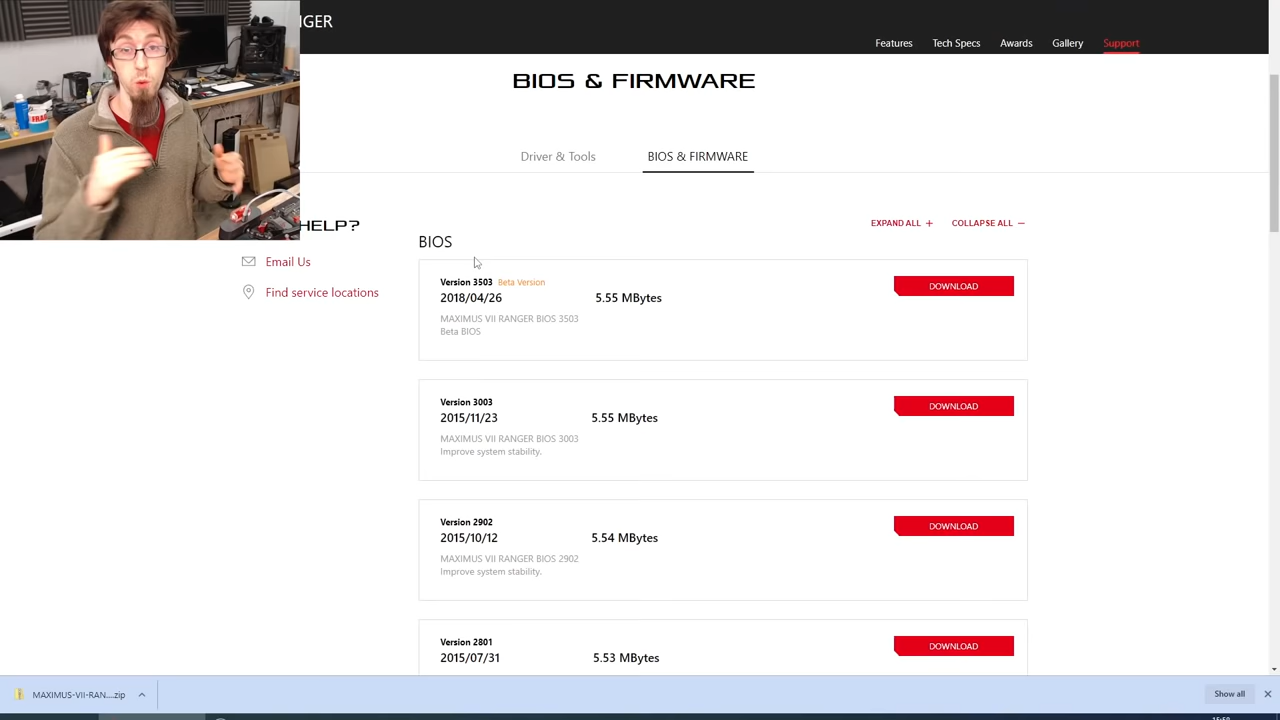 NGER
Features
Tech Specs
Awards
Gallery
Support
BIOS & FIRMWARE
Driver & Tools
BIOS & FIRMWARE
HELP?
EXPAND ALL +
COLLAPSE ALL −
Email Us
Find service locations
BIOS
Version 3503 Beta Version
2018/04/26 5.55 MBytes
DOWNLOAD
MAXIMUS VII RANGER BIOS 3503
Beta BIOS
Version 3003
2015/11/23 5.55 MBytes
DOWNLOAD
MAXIMUS VII RANGER BIOS 3003
Improve system stability.
Version 2902
2015/10/12 5.54 MBytes
DOWNLOAD
MAXIMUS VII RANGER BIOS 2902
Improve system stability.
Version 2801
2015/07/31 5.53 MBytes
DOWNLOAD
MAXIMUS-VII-RAN....zip
Show all